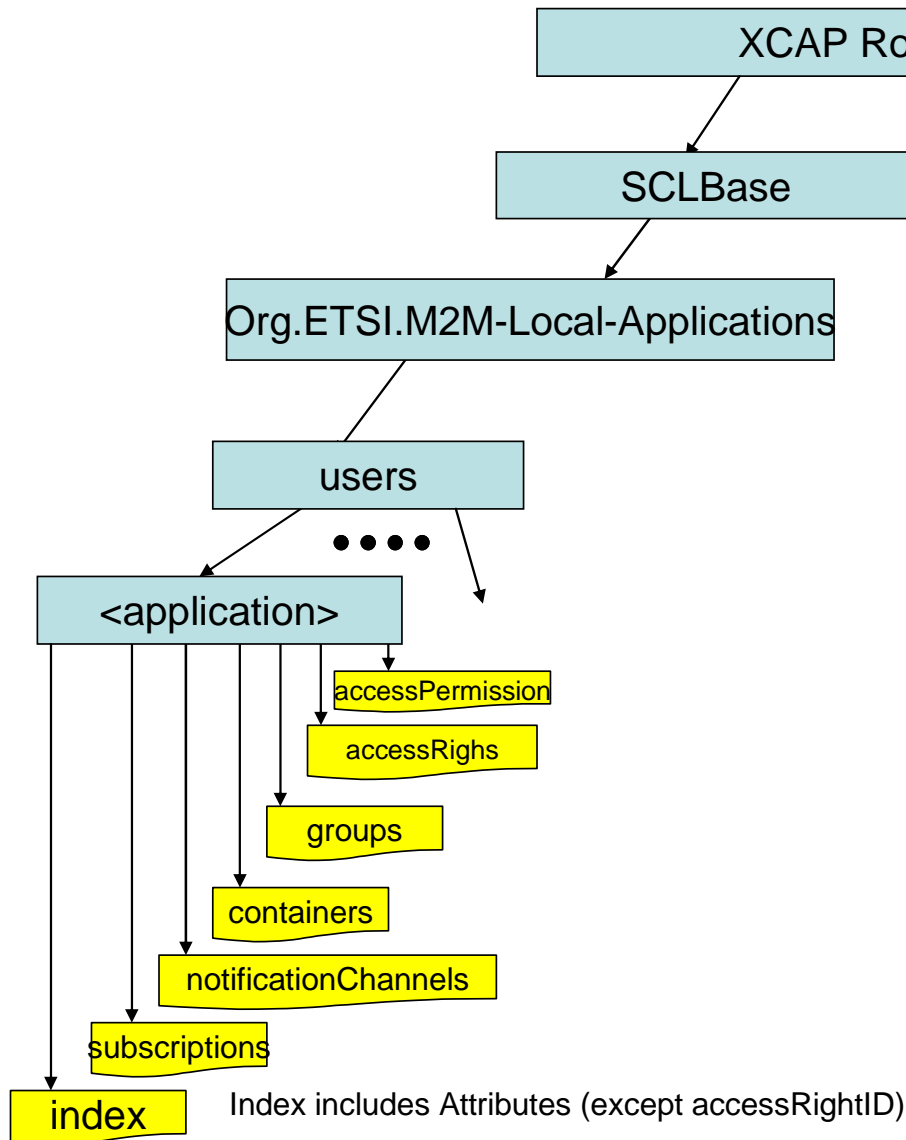 XCAP Ro
SCLBase
Org.ETSI.M2M-Local-Applications
users
<application>
accessPermission
accessRighs
groups
containers
notificationChannels
subscriptions
index
Index includes Attributes (except accessRightID)